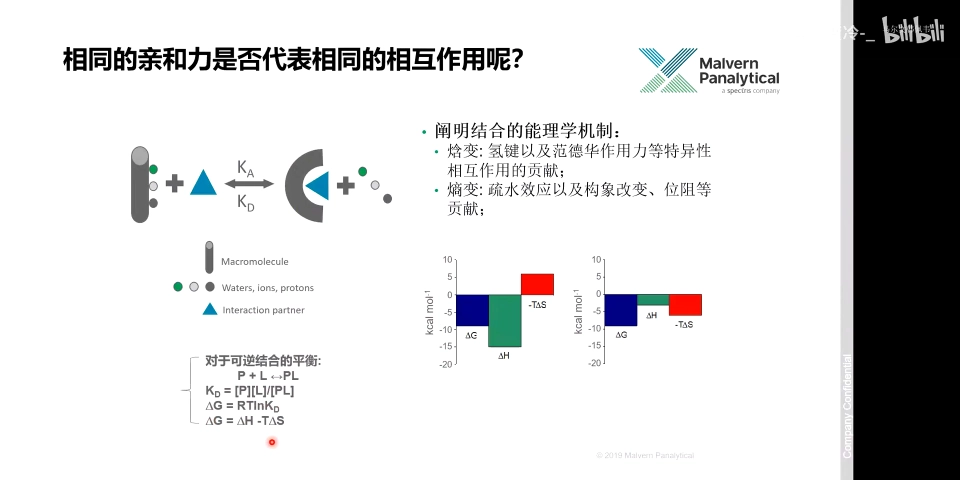 相同的亲和力是否代表相同的相互作用呢?
bilibili
Malvern
Panalytical
a spectris company
• 阐明结合的能理学机制:
• 焓变: 氢键以及范德华作用力等特异性
相互作用的贡献;
• 熵变: 疏水效应以及构象改变、位阻等
贡献;
KA
KD
Macromolecule
Waters, ions, protons
Interaction partner
对于可逆结合的平衡:
P + L ↔PL
KD = [P][L]/[PL]
ΔG = RTlnKD
ΔG = ΔH -TΔS
kcal mol-1
10
5
0
-5
-10
-15
-20
ΔG
ΔH
-TΔS
kcal mol-1
10
5
0
-5
-10
-15
-20
ΔG
ΔH
-TΔS
© 2019 Malvern Panalytical
Company Confidential